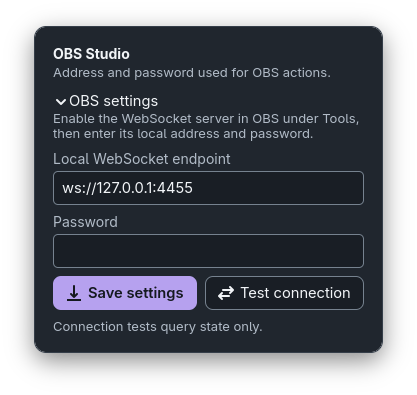 OBS Studio
Address and password used for OBS actions.
OBS settings
Enable the WebSocket server in OBS under Tools,
then enter its local address and password.
Local WebSocket endpoint
ws://127.0.0.1:4455
Password
Save settings
Test connection
Connection tests query state only.